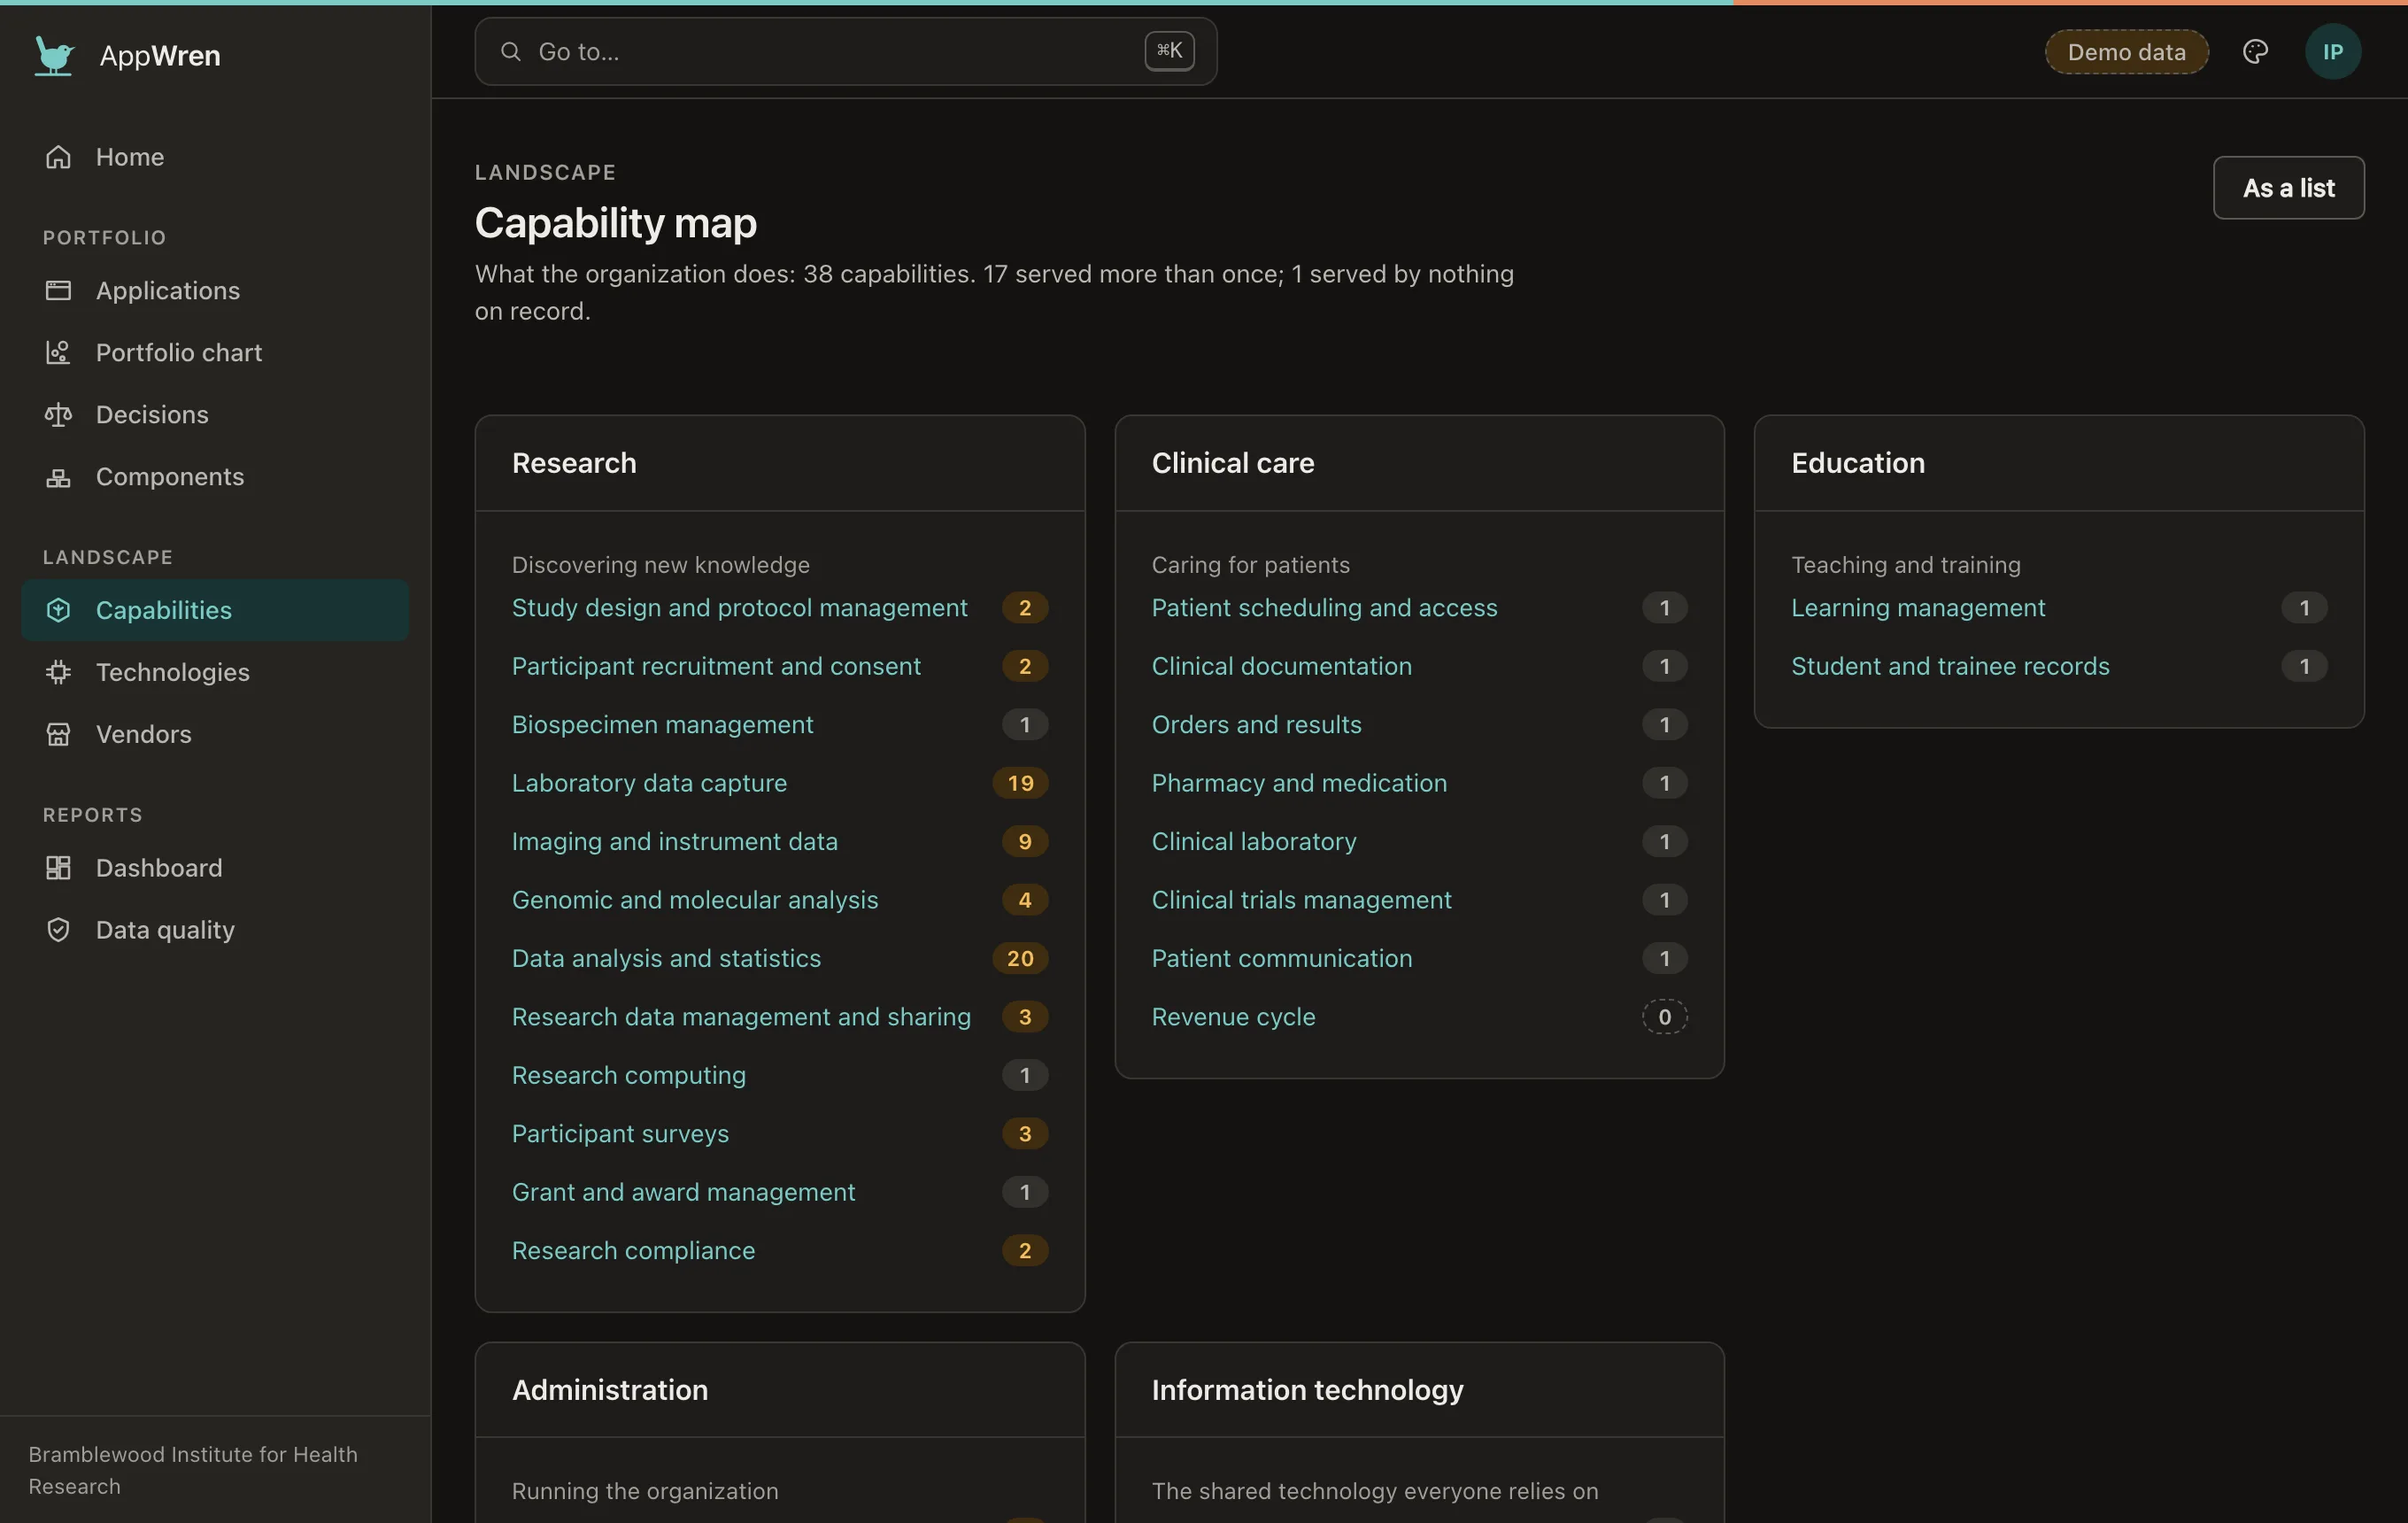 AppWren
Go to...
⌘K
Demo data
IP
Home
PORTFOLIO
Applications
Portfolio chart
Decisions
Components
LANDSCAPE
Capabilities
Technologies
Vendors
REPORTS
Dashboard
Data quality
Bramblewood Institute for Health
Research
LANDSCAPE
Capability map
What the organization does: 38 capabilities. 17 served more than once; 1 served by nothing
on record.
As a list
Research
Discovering new knowledge
Study design and protocol management 2
Participant recruitment and consent 2
Biospecimen management 1
Laboratory data capture 19
Imaging and instrument data 9
Genomic and molecular analysis 4
Data analysis and statistics 20
Research data management and sharing 3
Research computing 1
Participant surveys 3
Grant and award management 1
Research compliance 2
Clinical care
Caring for patients
Patient scheduling and access 1
Clinical documentation 1
Orders and results 1
Pharmacy and medication 1
Clinical laboratory 1
Clinical trials management 1
Patient communication 1
Revenue cycle 0
Education
Teaching and training
Learning management 1
Student and trainee records 1
Administration
Running the organization
Information technology
The shared technology everyone relies on